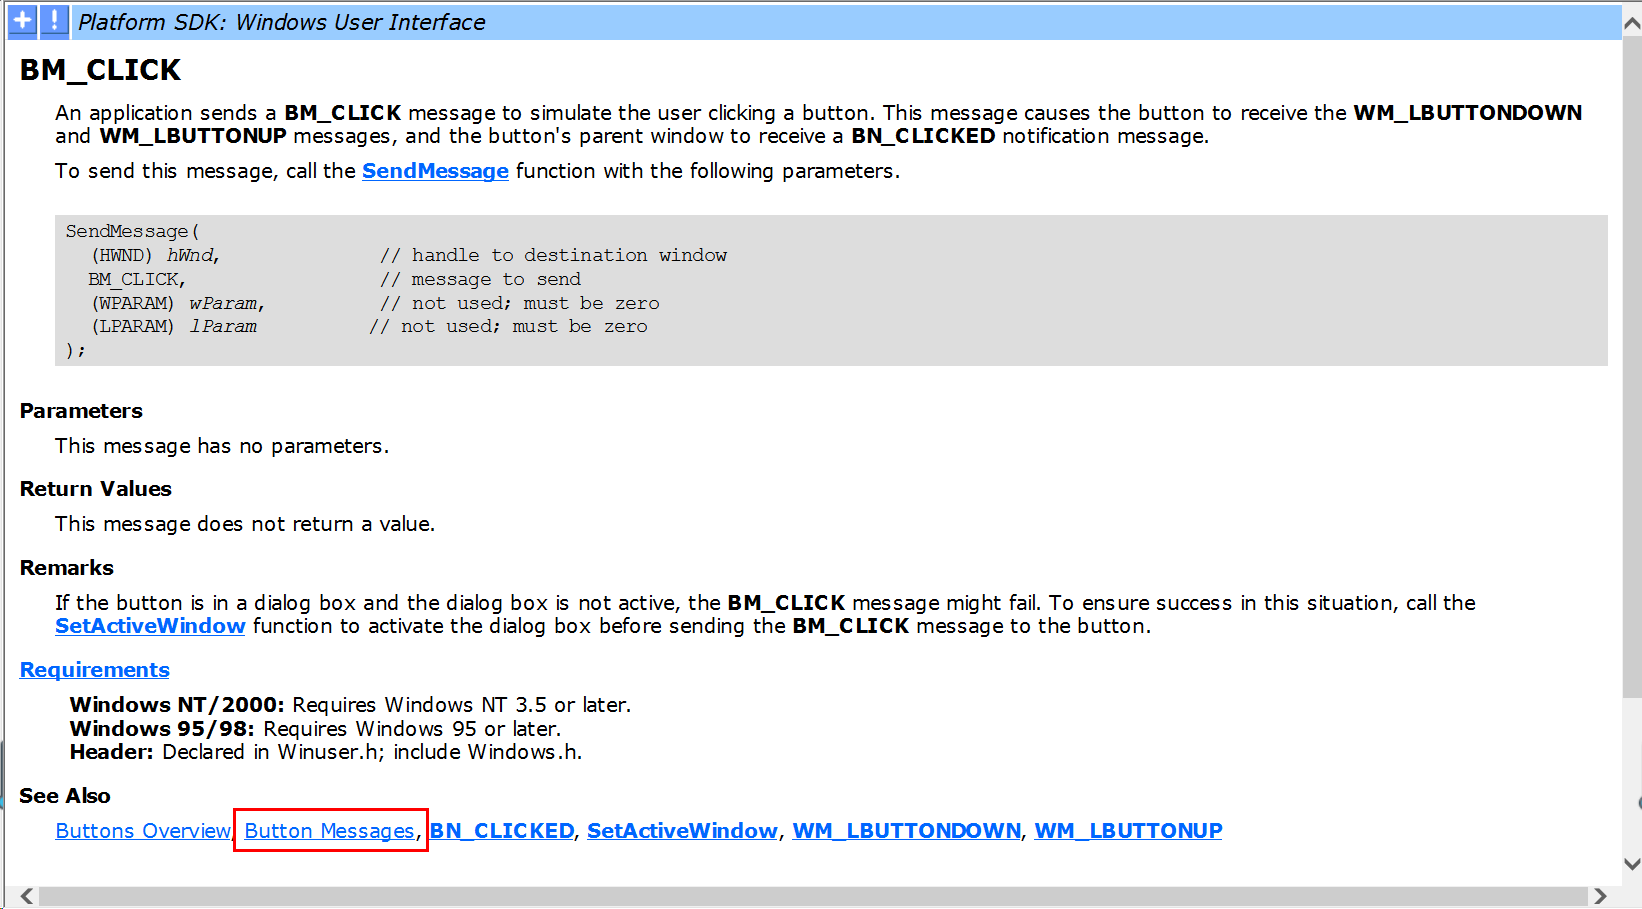 Platform SDK: Windows User Interface
BM_CLICK
An application sends a BM_CLICK message to simulate the user clicking a button. This message causes the button to receive the WM_LBUTTONDOWN
and WM_LBUTTONUP messages, and the button's parent window to receive a BN_CLICKED notification message.
To send this message, call the SendMessage function with the following parameters.
SendMessage(
  (HWND) hWnd,              // handle to destination window
  BM_CLICK,                 // message to send
  (WPARAM) wParam,          // not used; must be zero
  (LPARAM) lParam          // not used; must be zero
);
Parameters
This message has no parameters.
Return Values
This message does not return a value.
Remarks
If the button is in a dialog box and the dialog box is not active, the BM_CLICK message might fail. To ensure success in this situation, call the
SetActiveWindow function to activate the dialog box before sending the BM_CLICK message to the button.
Requirements
Windows NT/2000: Requires Windows NT 3.5 or later.
Windows 95/98: Requires Windows 95 or later.
Header: Declared in Winuser.h; include Windows.h.
See Also
Buttons Overview, Button Messages, BN_CLICKED, SetActiveWindow, WM_LBUTTONDOWN, WM_LBUTTONUP